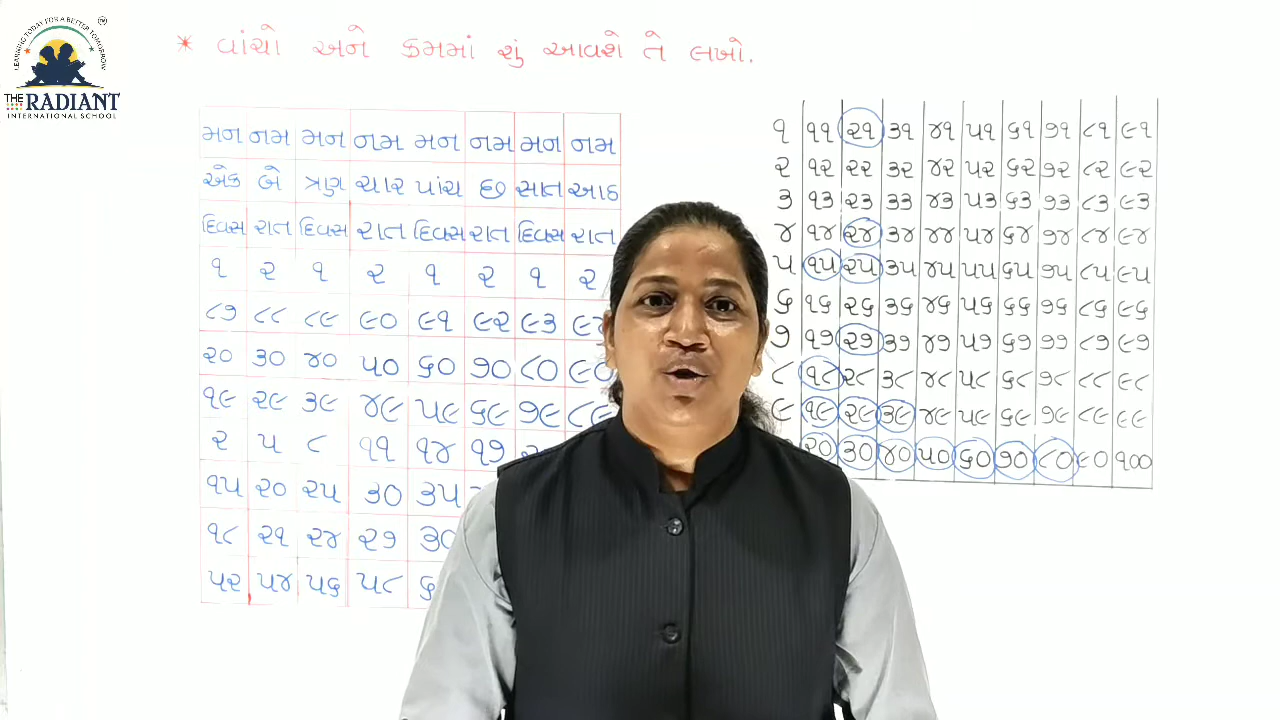 LEARNING TODAY FOR A BETTER TOMORROW
THE RADIANT
INTERNATIONAL SCHOOL
* વાંચો અને ક્રમમાં શું આવશે તે લખો.
મન નમ મન નમ મન નમ મન નમ
એક બે ત્રણ ચાર પાંચ છ સાત આઠ
દિવસ રાત દિવસ રાત દિવસ રાત દિવસ રાત
૧ ૨ ૧ ૨ ૧ ૨ ૧ ૨
૮૭ ૮૮ ૮૯ ૯૦ ૯૧ ૯૨ ૯૩
૨૦ ૩૦ ૪૦ ૫૦ ૬૦ ૭૦ ૮૦ ૯૦
૧૯ ૨૯ ૩૯ ૪૯ ૫૯ ૬૯ ૭૯ ૮૯
૨ ૫ ૮ ૧૧ ૧૪ ૧૭
૧૫ ૨૦ ૨૫ ૩૦ ૩૫
૧૮ ૨૧ ૨૪ ૨૭ ૩૦
૫૨ ૫૪ ૫૬ ૫૮
૧ ૧૧ ૨૧ ૩૧ ૪૧ ૫૧ ૬૧ ૭૧ ૮૧ ૯૧
૨ ૧૨ ૨૨ ૩૨ ૪૨ ૫૨ ૬૨ ૭૨ ૮૨ ૯૨
૩ ૧૩ ૨૩ ૩૩ ૪૩ ૫૩ ૬૩ ૭૩ ૮૩ ૯૩
૪ ૧૪ ૨૪ ૩૪ ૪૪ ૫૪ ૬૪ ૭૪ ૮૪ ૯૪
૫ ૧૫ ૨૫ ૩૫ ૪૫ ૫૫ ૬૫ ૭૫ ૮૫ ૯૫
૬ ૧૬ ૨૬ ૩૬ ૪૬ ૫૬ ૬૬ ૭૬ ૮૬ ૯૬
૭ ૧૭ ૨૭ ૩૭ ૪૭ ૫૭ ૬૭ ૭૭ ૮૭ ૯૭
૮ ૧૮ ૨૮ ૩૮ ૪૮ ૫૮ ૬૮ ૭૮ ૮૮ ૯૮
૯ ૧૯ ૨૯ ૩૯ ૪૯ ૫૯ ૬૯ ૭૯ ૮૯ ૯૯
૨૦ ૩૦ ૪૦ ૫૦ ૬૦ ૭૦ ૮૦ ૯૦ ૧૦૦